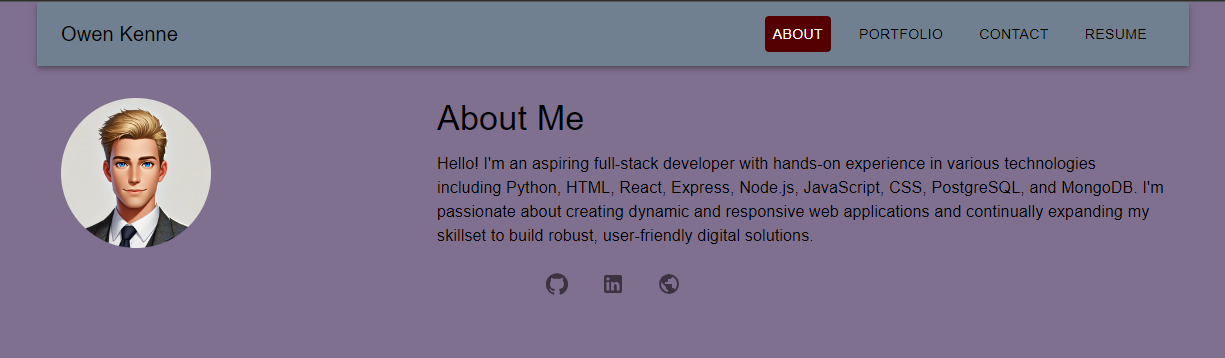 Owen Kenne
ABOUT PORTFOLIO CONTACT RESUME
About Me
Hello! I'm an aspiring full-stack developer with hands-on experience in various technologies
including Python, HTML, React, Express, Node.js, JavaScript, CSS, PostgreSQL, and MongoDB. I'm
passionate about creating dynamic and responsive web applications and continually expanding my
skillset to build robust, user-friendly digital solutions.
in